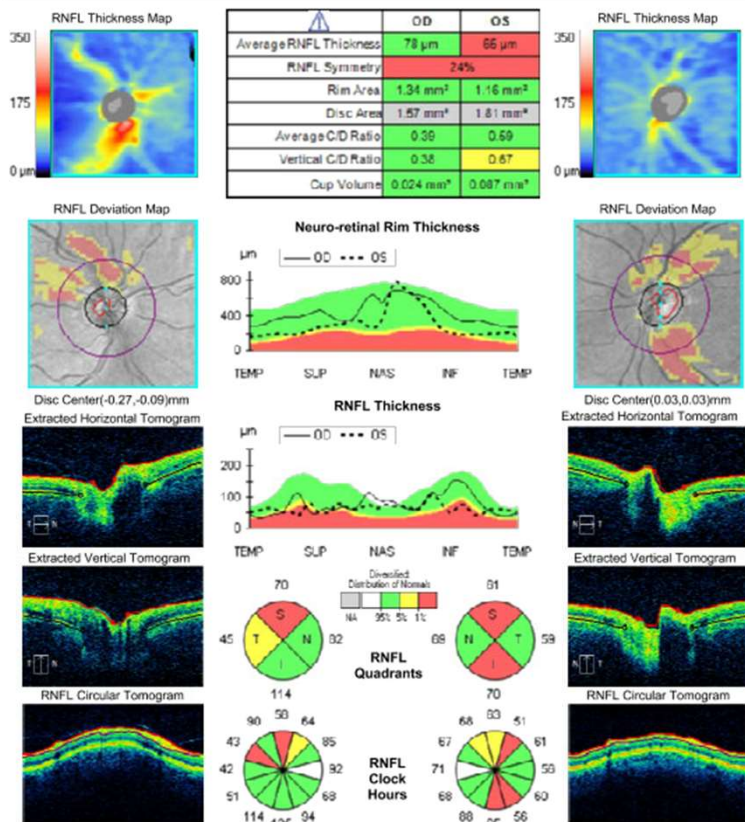 RNFL Thickness Map
OD OS
RNFL Thickness Map
350
175
0 µm
Average RNFL Thickness 78 µm 66 µm
RNFL Symmetry 24%
Rim Area 1.34 mm² 1.16 mm²
Disc Area 1.57 mm² 1.81 mm²
Average C/D Ratio 0.39 0.59
Vertical C/D Ratio 0.38 0.67
Cup Volume 0.024 mm³ 0.087 mm³
350
175
0 µm
RNFL Deviation Map
Neuro-retinal Rim Thickness
RNFL Deviation Map
µm
OD OS
800
400
0
TEMP SUP NAS INF TEMP
Disc Center(-0.27,-0.09)mm
Disc Center(0.03,0.03)mm
Extracted Horizontal Tomogram
RNFL Thickness
Extracted Horizontal Tomogram
µm
OD OS
200
100
0
TEMP SUP NAS INF TEMP
T N
N T
Extracted Vertical Tomogram
Extracted Vertical Tomogram
Diversified:
Distribution of Normals
NA 95% 5% 1%
70
S
45 T N 82
I
114
RNFL
Quadrants
61
S
69 N T 59
I
70
RNFL Circular Tomogram
RNFL Circular Tomogram
90 58 64
43 85
42 92
51 68
114 94
RNFL
Clock
Hours
68 63 51
67 61
71 56
68 60
88 56